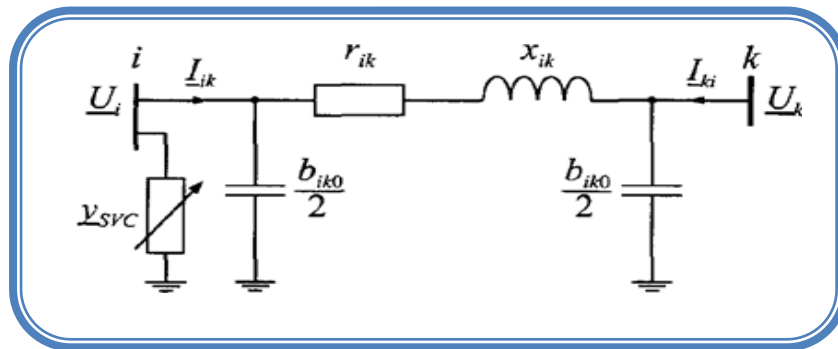 i
I_ik
r_ik
x_ik
I_ki
k
U_i
U_k
b_ik0
2
b_ik0
2
y_SVC